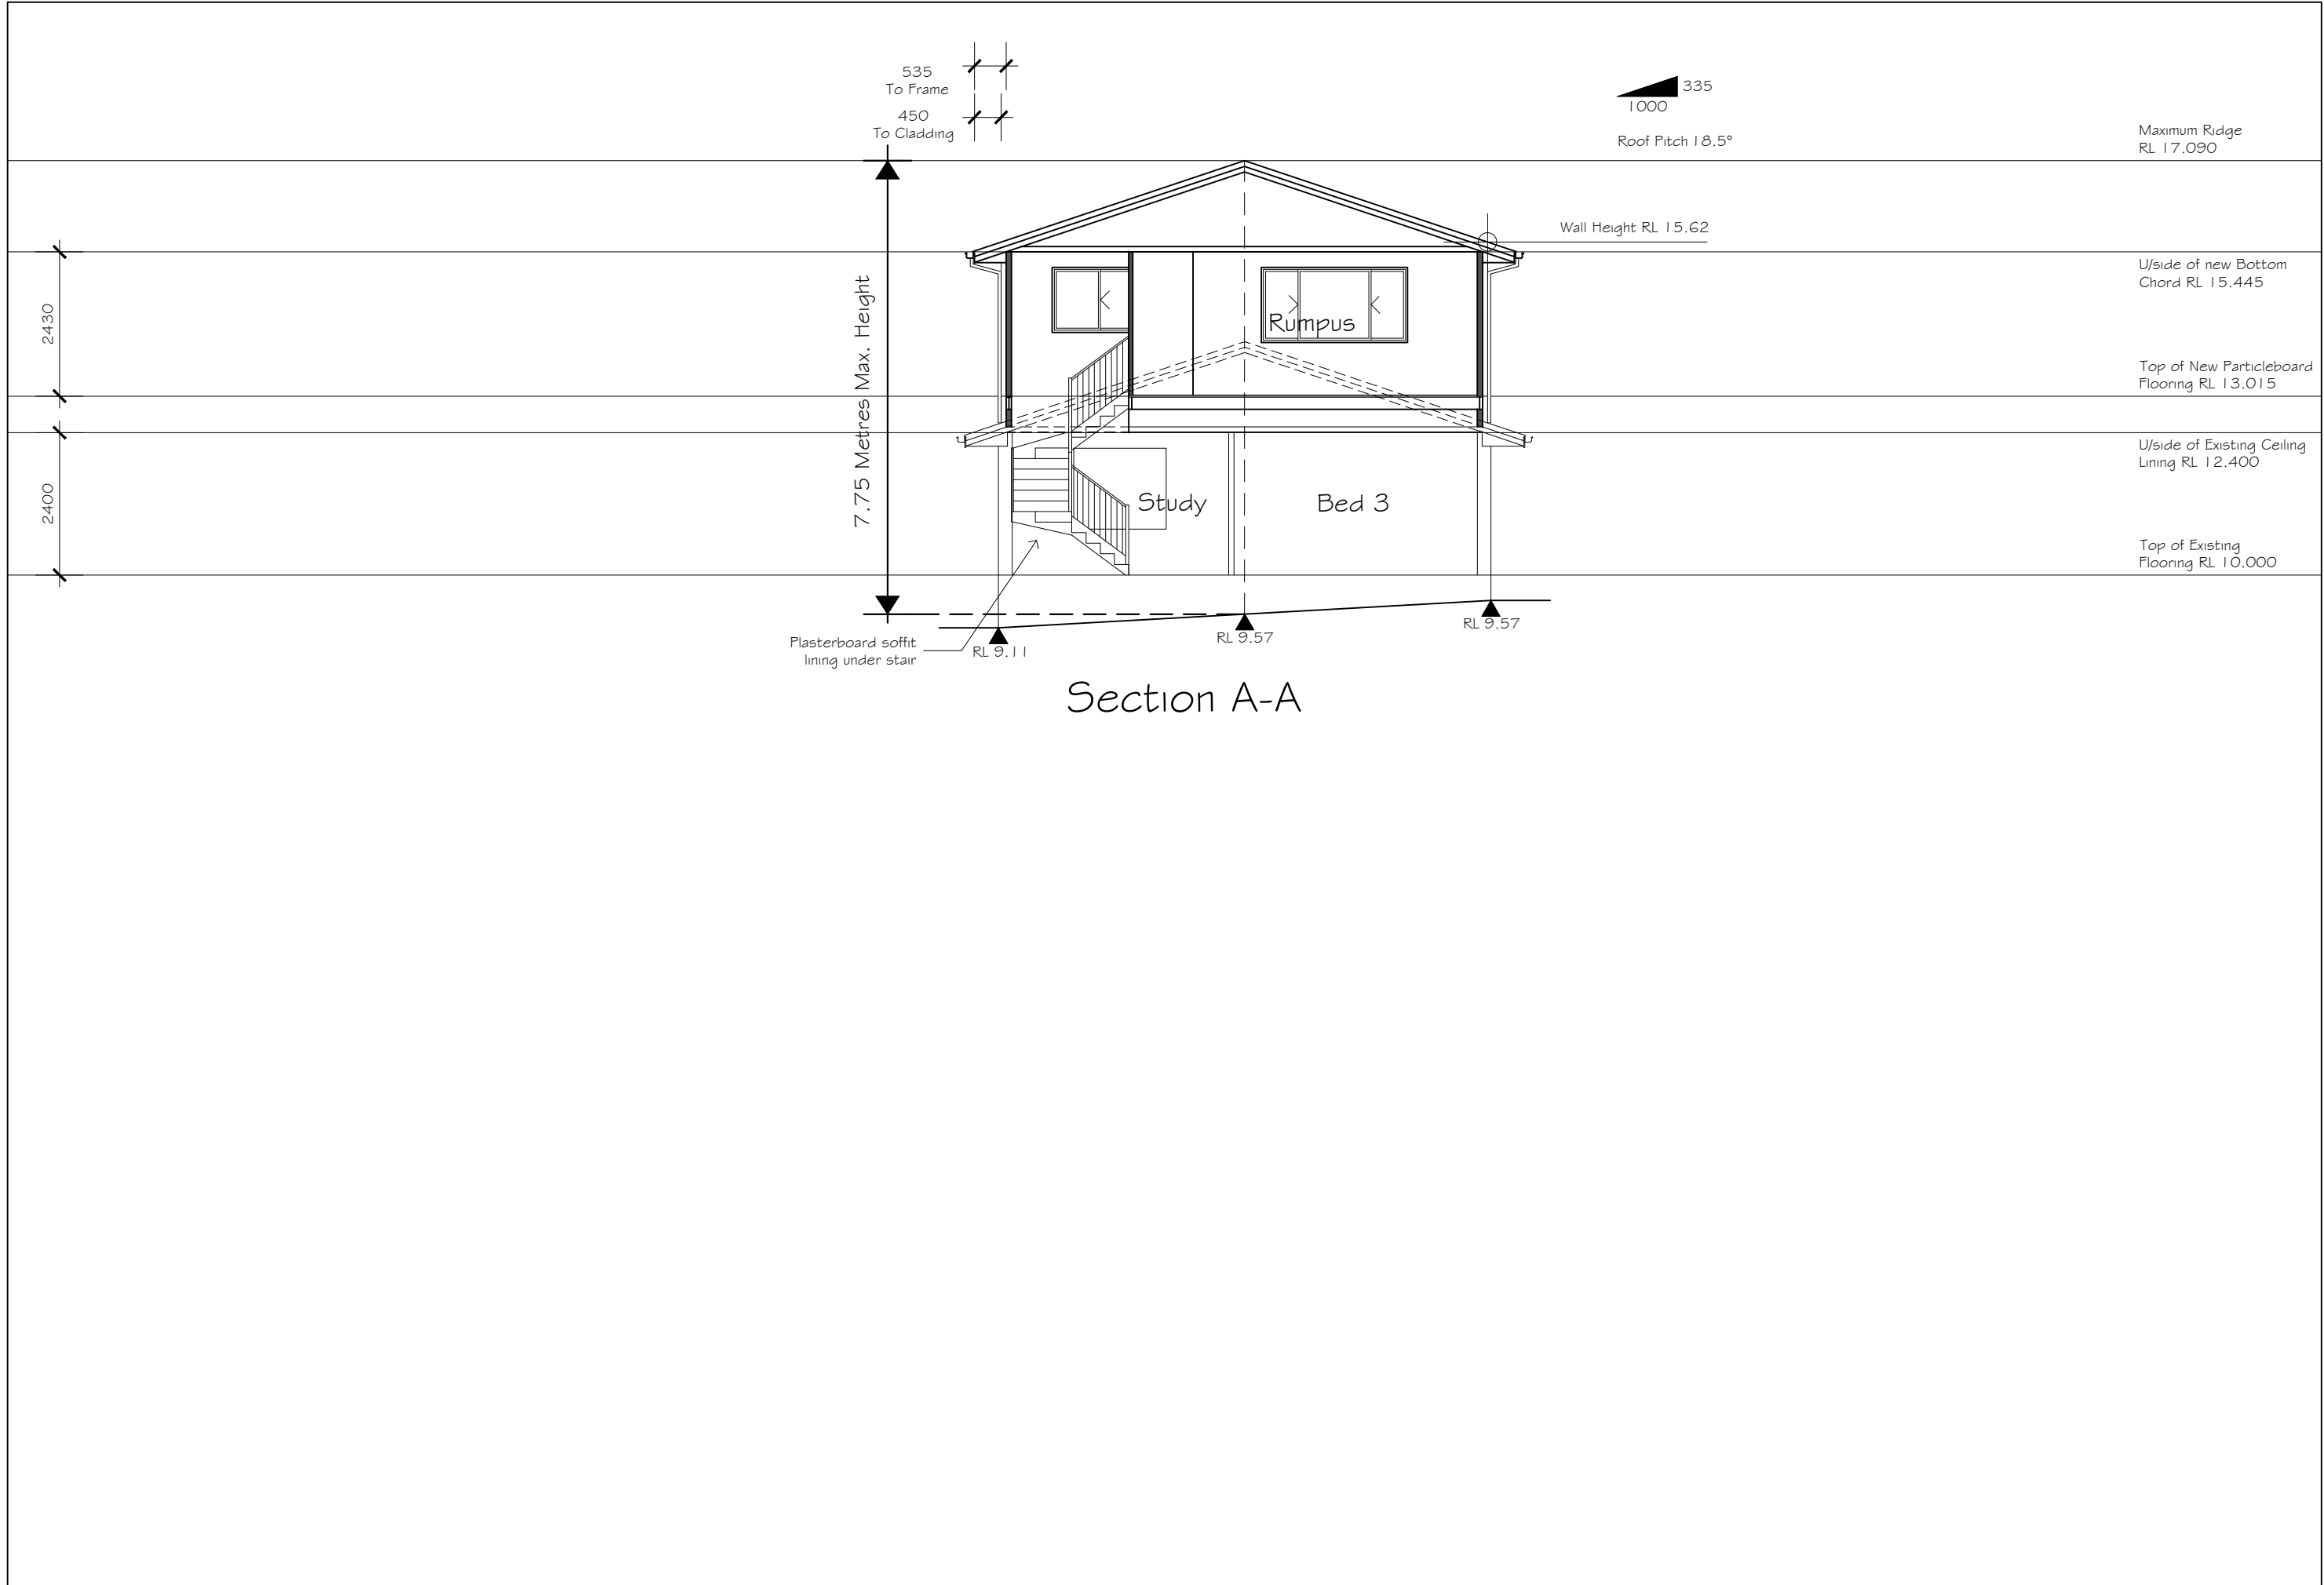 535
To Frame
450
To Cladding
335
1000
Roof Pitch 18.5°
Maximum Ridge
RL 17.090
Wall Height RL 15.62
U/side of new Bottom
Chord RL 15.445
2430
7.75 Metres Max. Height
Rumpus
Top of New Particleboard
Flooring RL 13.015
U/side of Existing Ceiling
Lining RL 12.400
2400
Study
Bed 3
Top of Existing
Flooring RL 10.000
Plasterboard soffit
lining under stair
RL 9.11
RL 9.57
RL 9.57
Section A-A